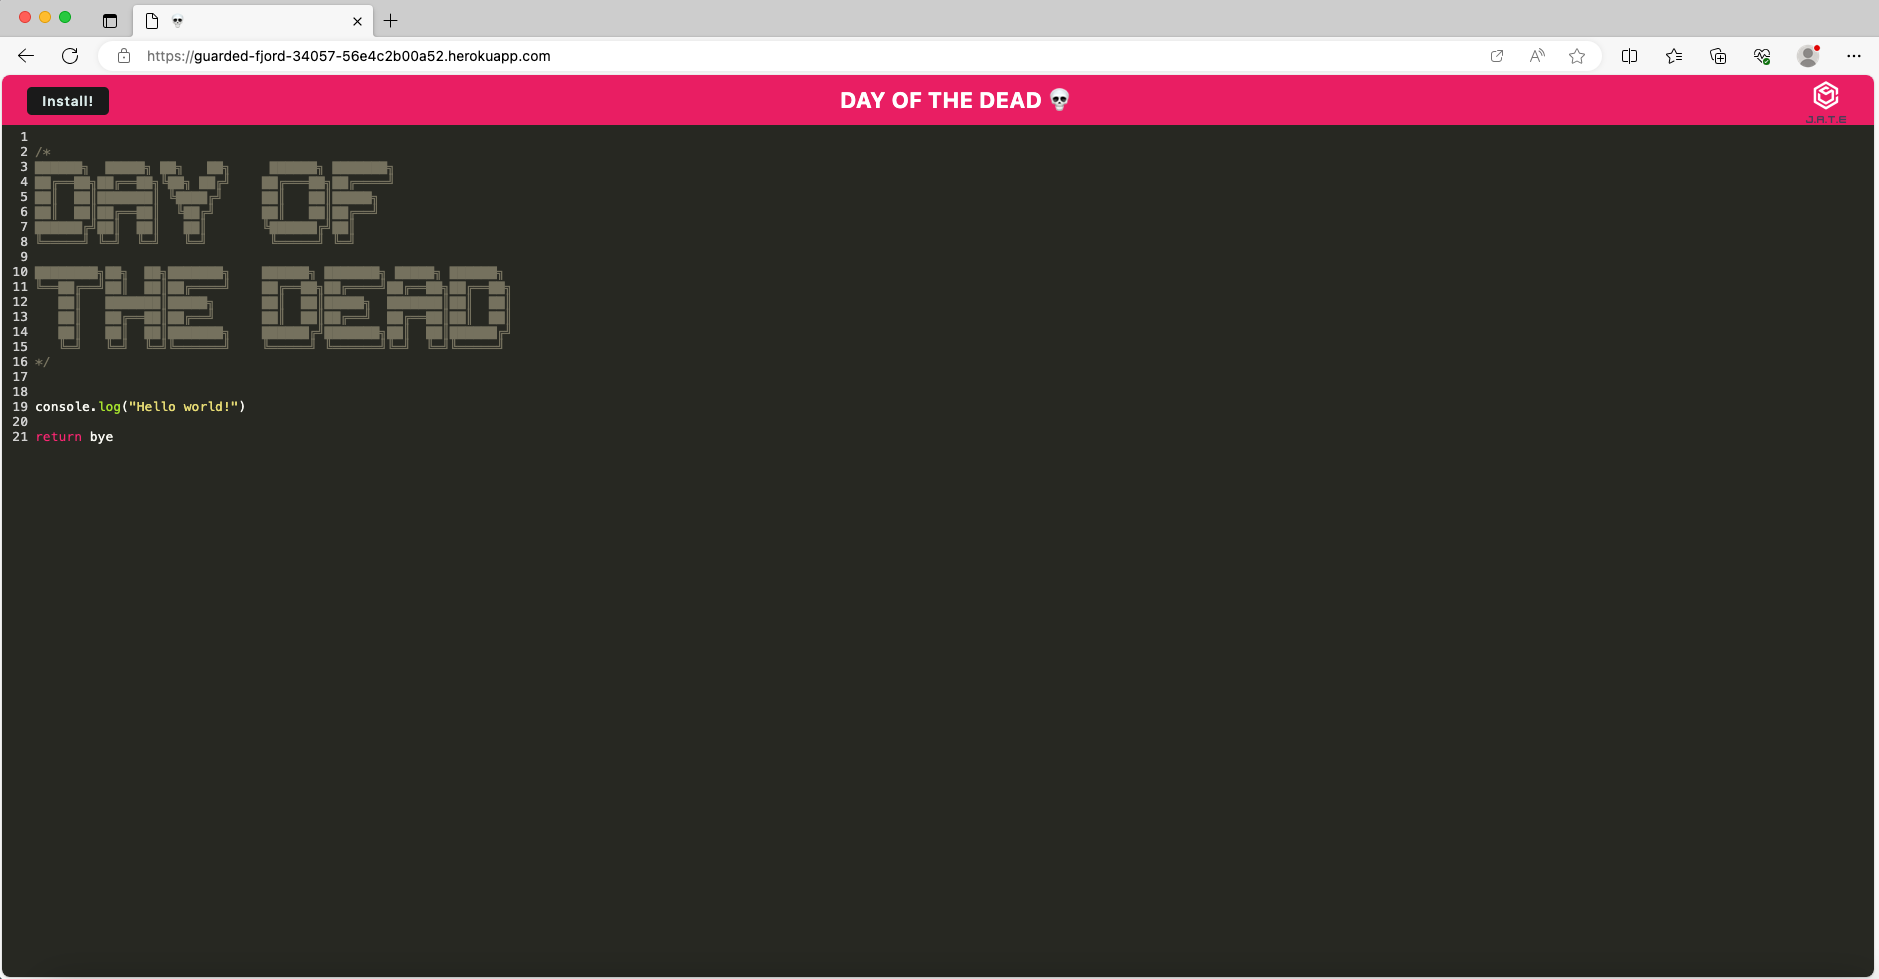 https://guarded-fjord-34057-56e4c2b00a52.herokuapp.com
Install!
DAY OF THE DEAD 💀
J.A.T.E
1
2 /*
3
4
5
6
7
8
DAY OF
9
10
11
12
13
14
15
THE DEAD
16 */
17
18
19 console.log("Hello world!")
20
21 return bye